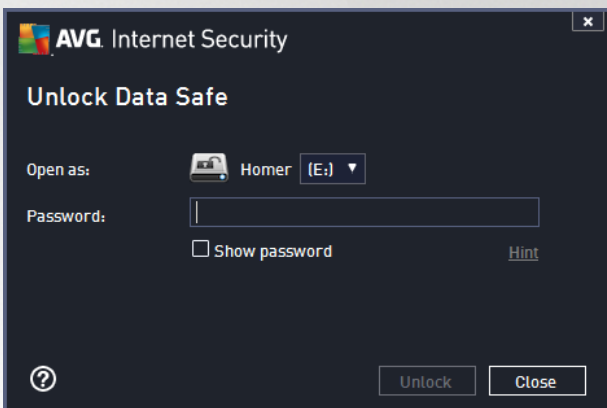 AVG. Internet Security
x
Unlock Data Safe
Open as: Homer (E:) ▼
Password:
Show password Hint
? Unlock Close